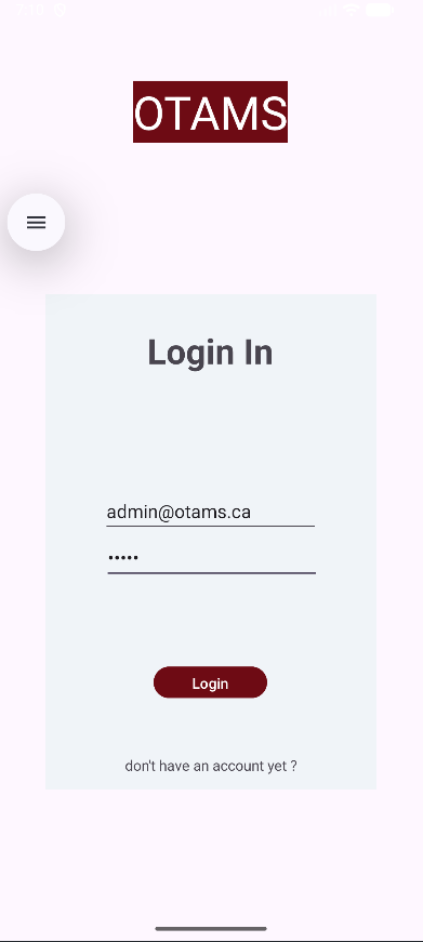 OTAMS
Login In
admin@otams.ca
•••••
Login
don't have an account yet ?